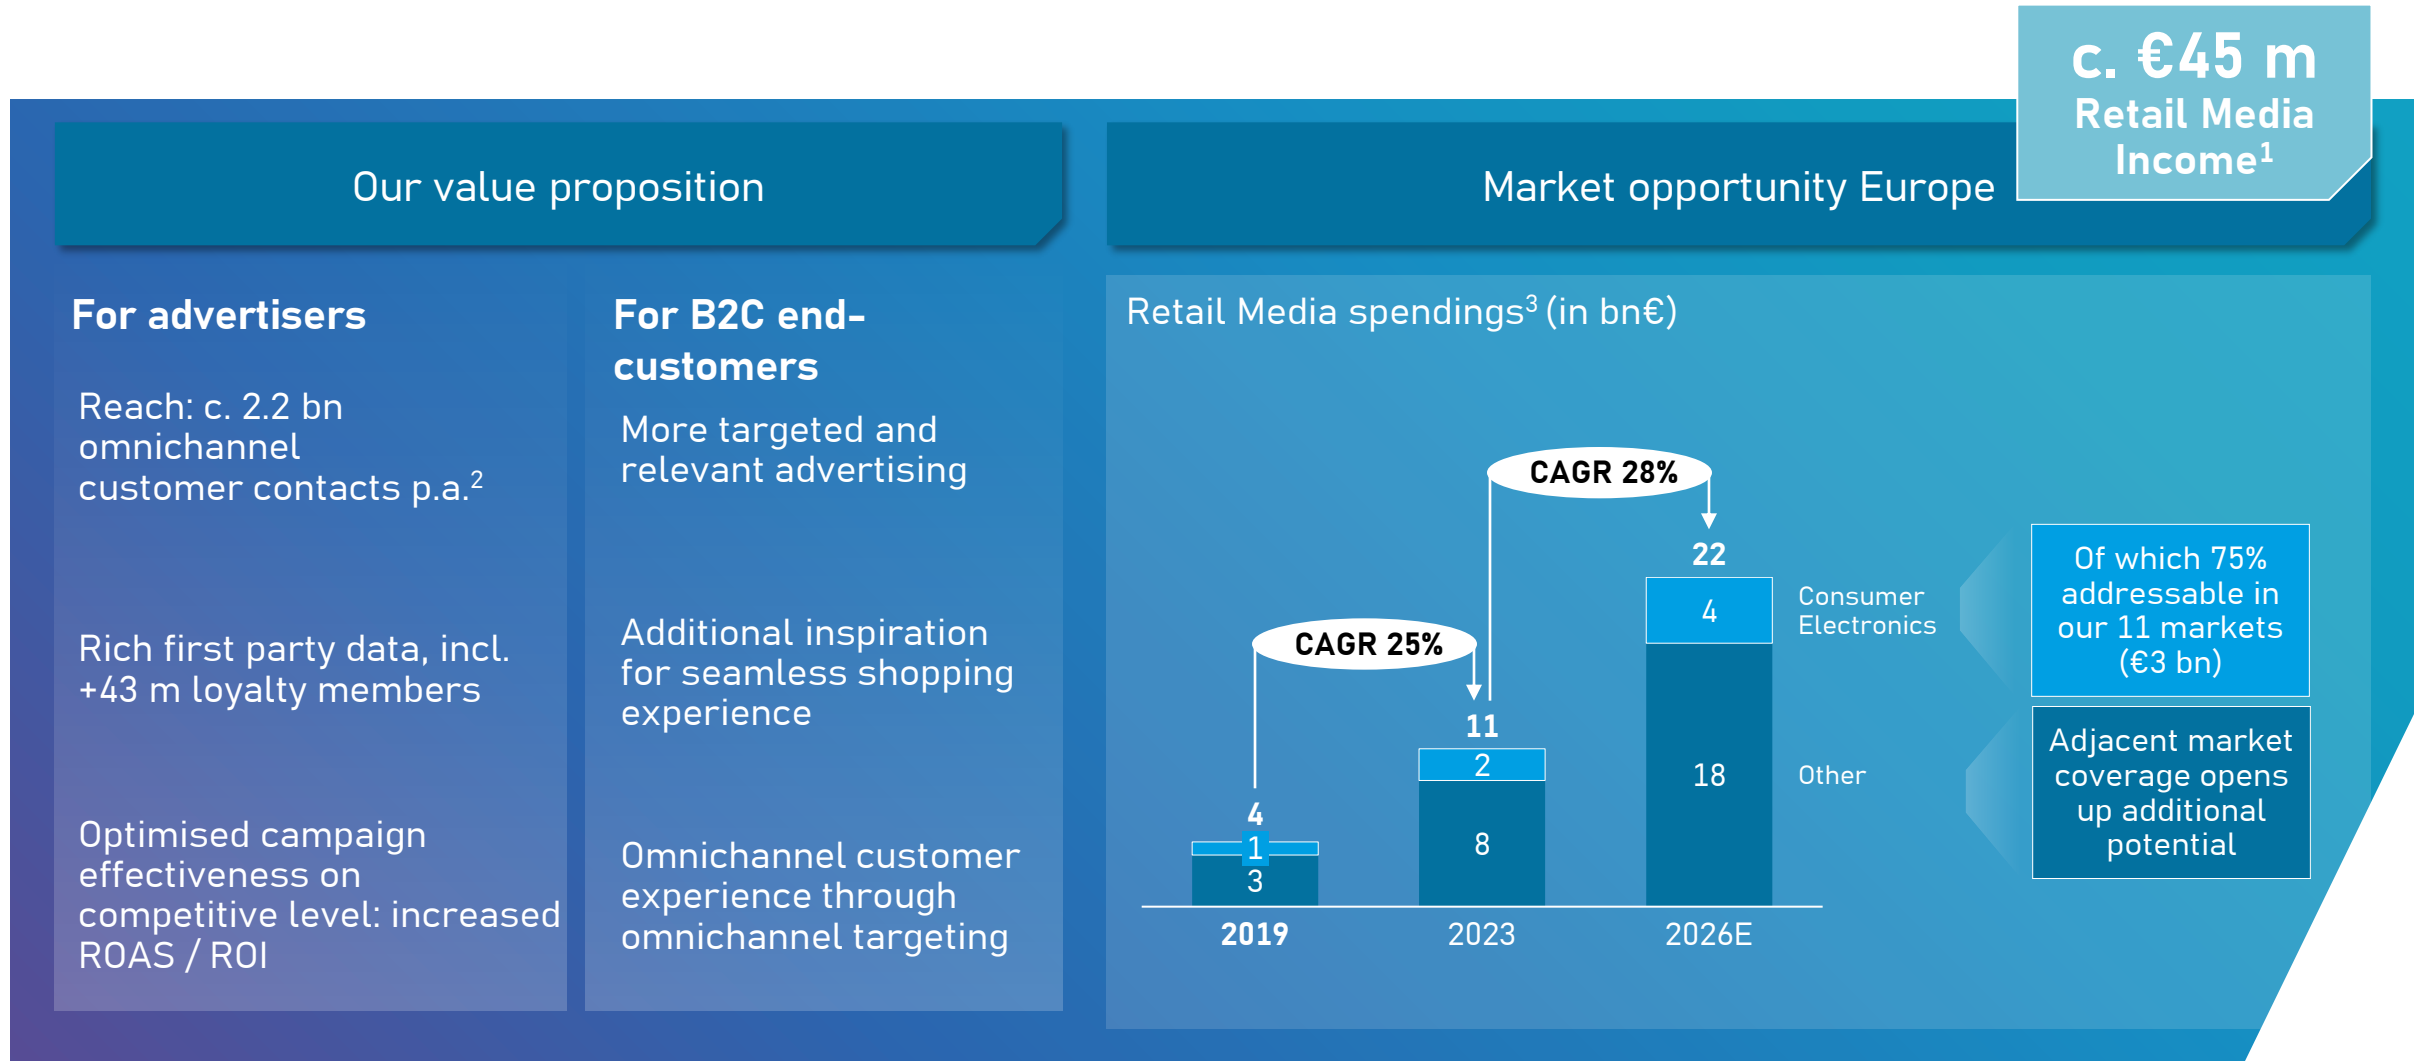 c. €45 m
Retail Media
Income¹
Our value proposition
Market opportunity Europe
For advertisers
Reach: c. 2.2 bn
omnichannel
customer contacts p.a.²
Rich first party data, incl.
+43 m loyalty members
Optimised campaign
effectiveness on
competitive level: increased
ROAS / ROI
For B2C end-
customers
More targeted and
relevant advertising
Additional inspiration
for seamless shopping
experience
Omnichannel customer
experience through
omnichannel targeting
Retail Media spendings³ (in bn€)
CAGR 28%
CAGR 25%
4
1
3
2019
11
2
8
2023
22
4
18
2026E
Consumer
Electronics
Other
Of which 75%
addressable in
our 11 markets
(€3 bn)
Adjacent market
coverage opens
up additional
potential